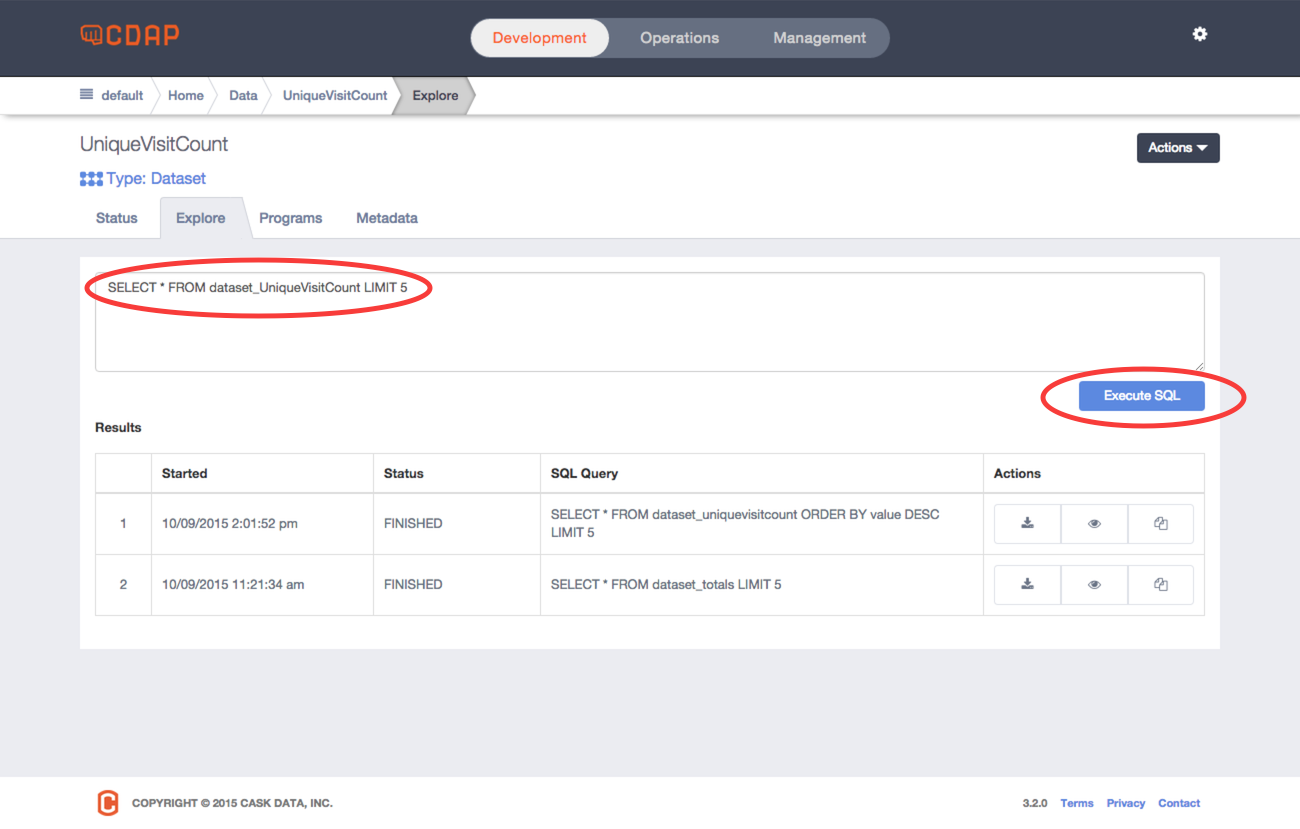 CDAP
Development Operations Management
default Home Data UniqueVisitCount Explore
UniqueVisitCount
Actions
Type: Dataset
Status Explore Programs Metadata
SELECT * FROM dataset_UniqueVisitCount LIMIT 5
Execute SQL
Results
Started Status SQL Query Actions
1 10/09/2015 2:01:52 pm FINISHED SELECT * FROM dataset_uniquevisitcount ORDER BY value DESC
LIMIT 5
2 10/09/2015 11:21:34 am FINISHED SELECT * FROM dataset_totals LIMIT 5
COPYRIGHT © 2015 CASK DATA, INC. 3.2.0 Terms Privacy Contact